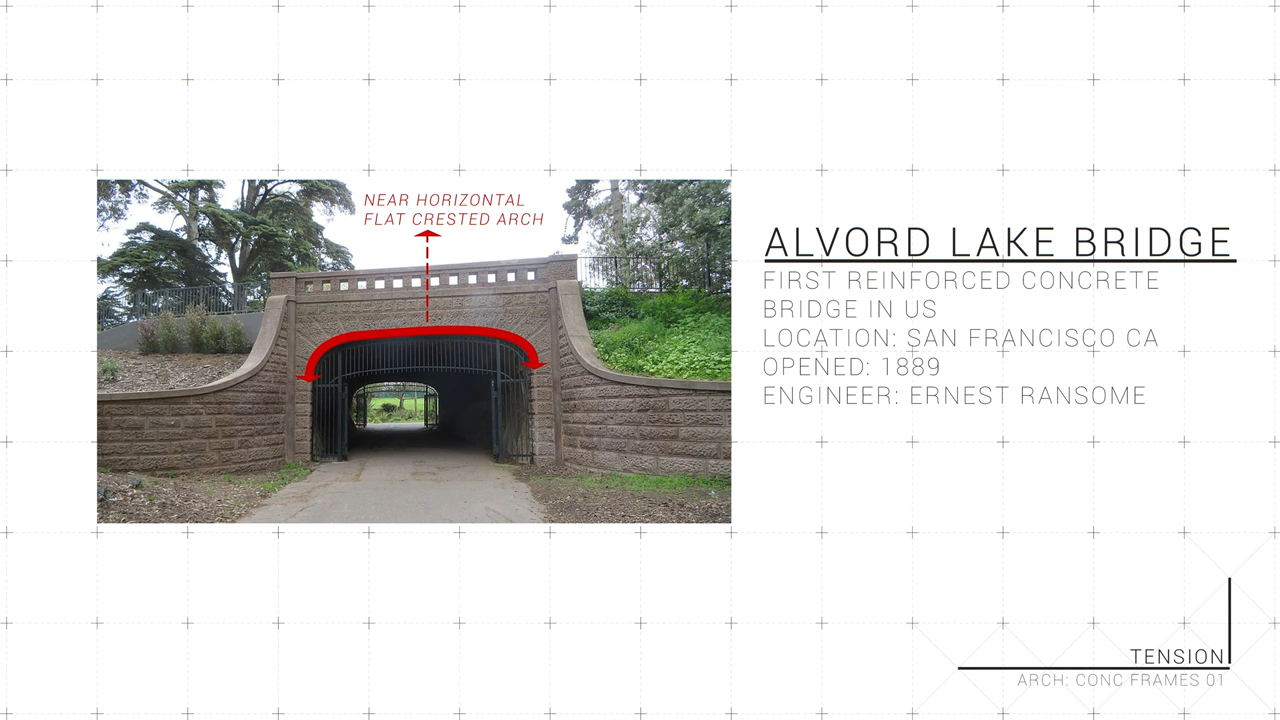 NEAR HORIZONTAL
FLAT CRESTED ARCH
ALVORD LAKE BRIDGE
FIRST REINFORCED CONCRETE
BRIDGE IN US
LOCATION: SAN FRANCISCO CA
OPENED: 1889
ENGINEER: ERNEST RANSOME
TENSION
ARCH: CONC FRAMES 01